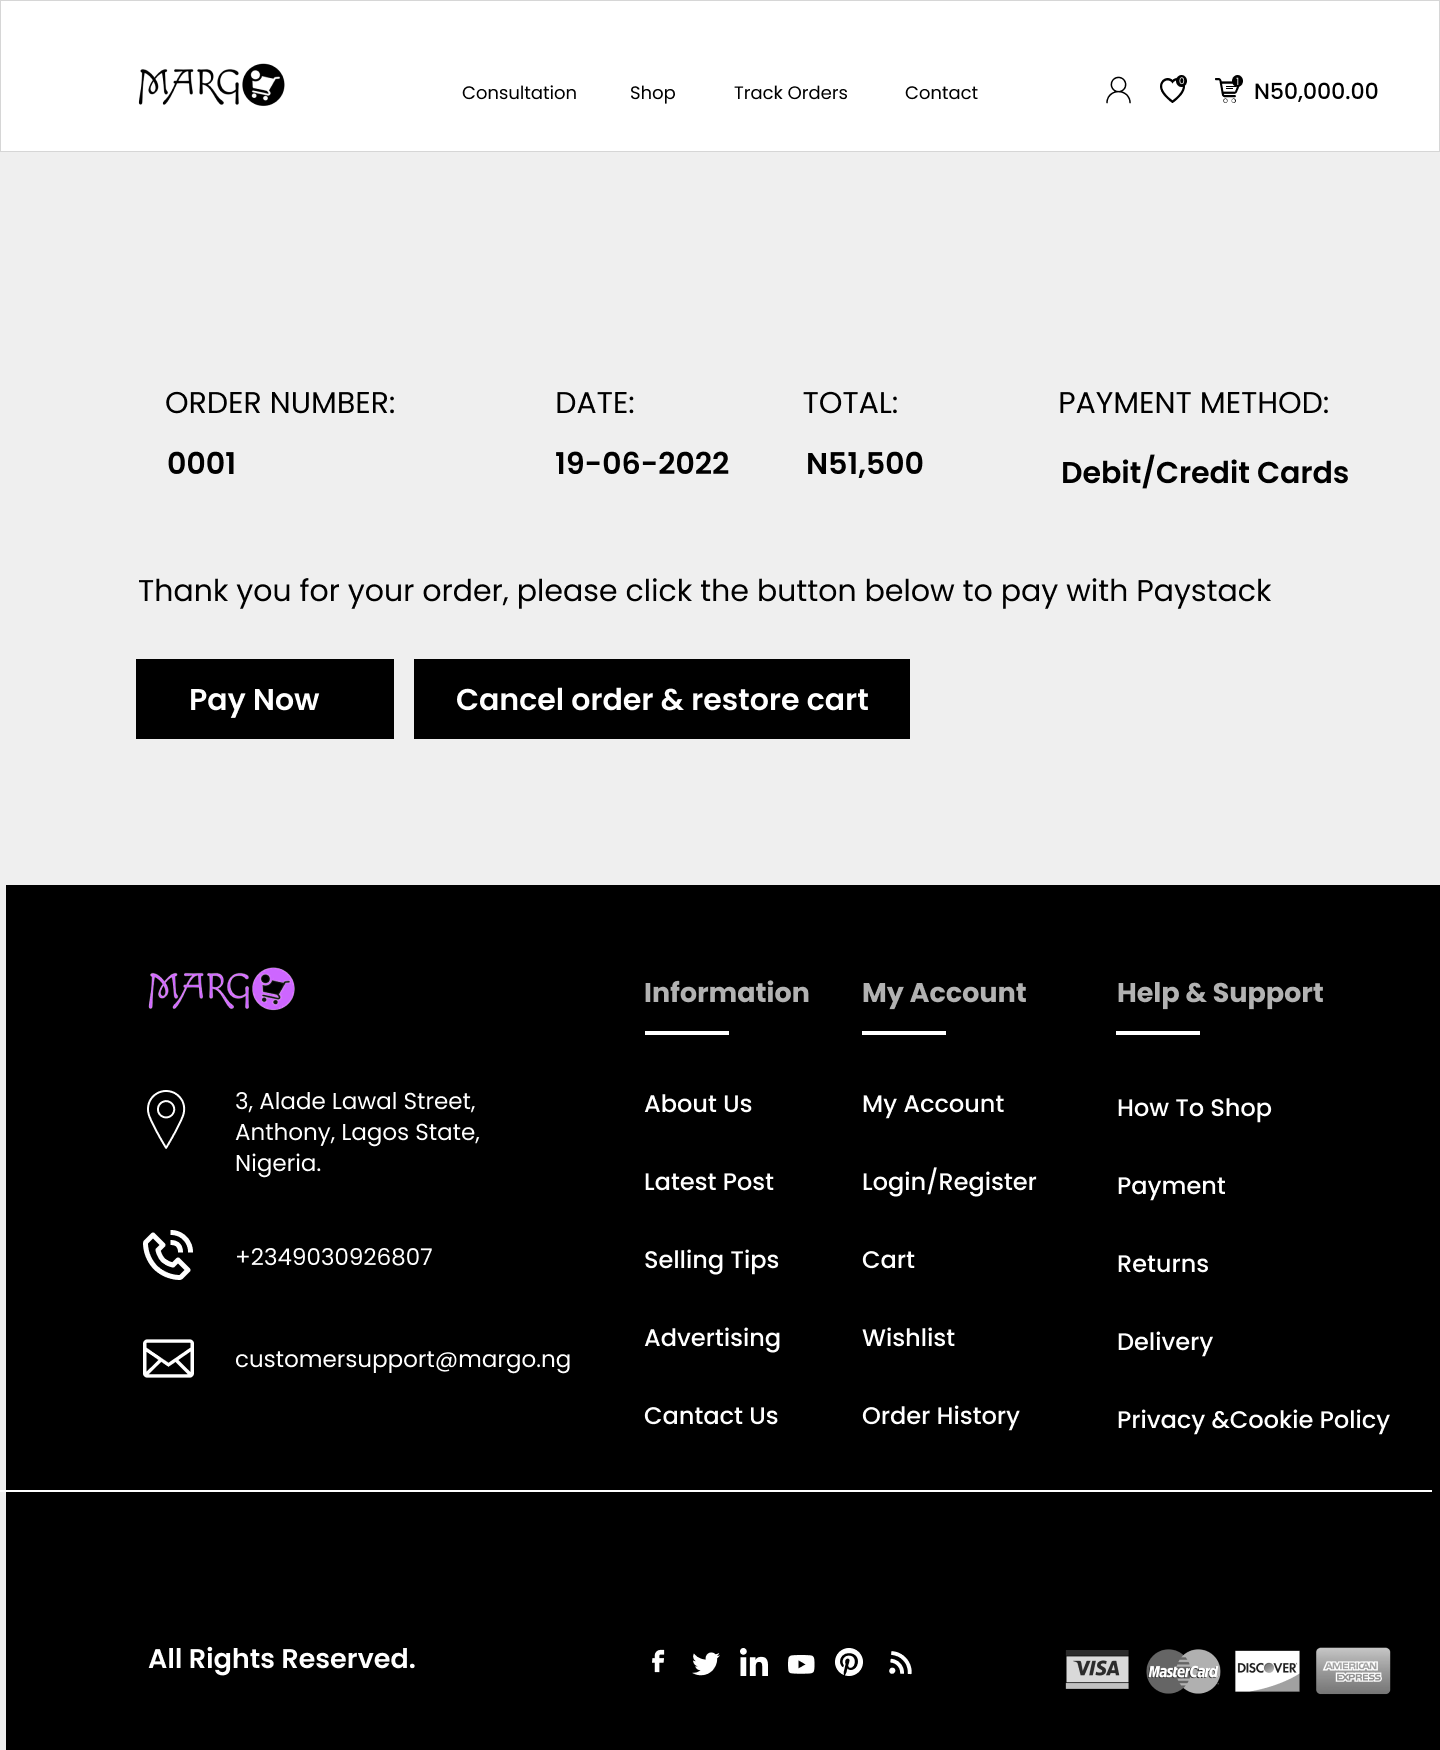 MARGO
Consultation
Shop
Track Orders
Contact
0
1
N50,000.00
ORDER NUMBER:
DATE:
TOTAL:
PAYMENT METHOD:
0001
19-06-2022
N51,500
Debit/Credit Cards
Thank you for your order, please click the button below to pay with Paystack
Pay Now
Cancel order & restore cart
MARGO
3, Alade Lawal Street,
Anthony, Lagos State,
Nigeria.
+2349030926807
customersupport@margo.ng
Information
About Us
Latest Post
Selling Tips
Advertising
Cantact Us
My Account
My Account
Login/Register
Cart
Wishlist
Order History
Help & Support
How To Shop
Payment
Returns
Delivery
Privacy &Cookie Policy
All Rights Reserved.
VISA
MasterCard
DISCOVER
AMERICAN
EXPRESS